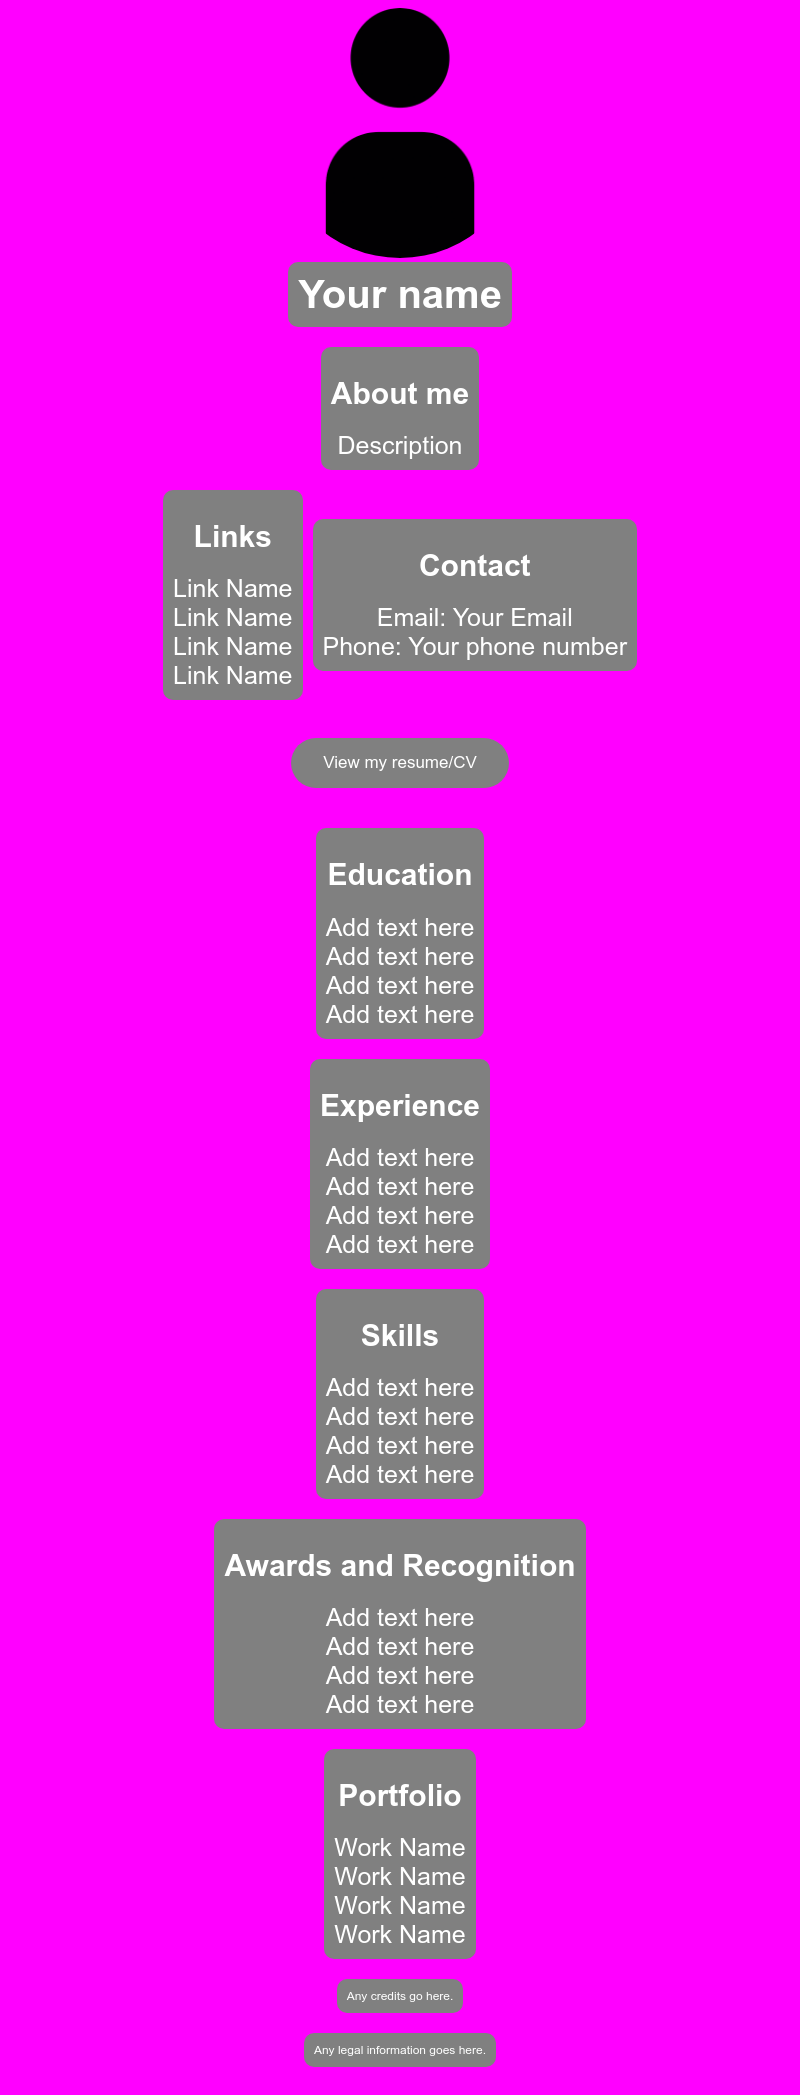 Your name
About me
Description
Links
Link Name
Link Name
Link Name
Link Name
Contact
Email: Your Email
Phone: Your phone number
View my resume/CV
Education
Add text here
Add text here
Add text here
Add text here
Experience
Add text here
Add text here
Add text here
Add text here
Skills
Add text here
Add text here
Add text here
Add text here
Awards and Recognition
Add text here
Add text here
Add text here
Add text here
Portfolio
Work Name
Work Name
Work Name
Work Name
Any credits go here.
Any legal information goes here.